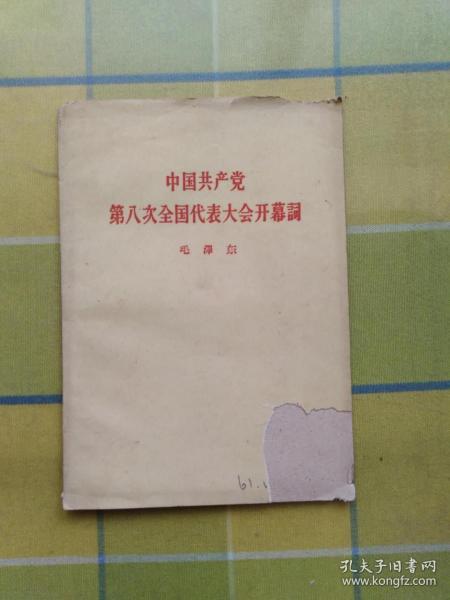 中国共产党
第八次全国代表大会开幕詞
毛澤东
61.
孔夫子旧书网
www.kongfz.com